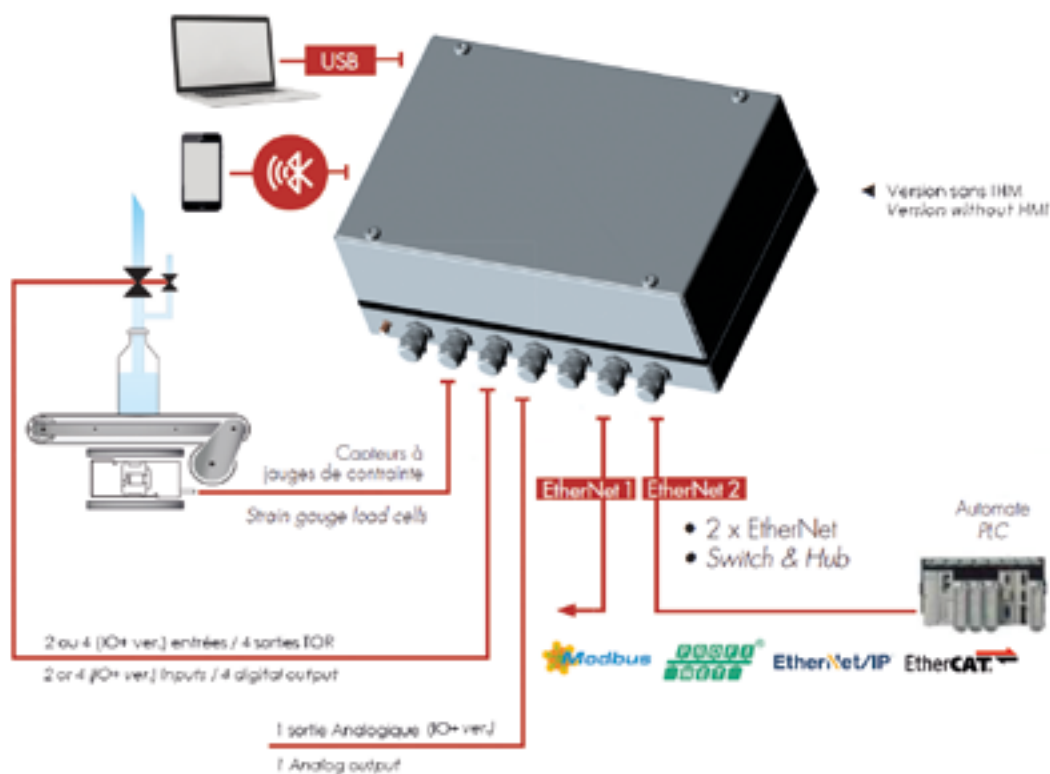 USB
◄ Version sans IHM
Version without HMI
Capteurs à
jauges de contrainte
Strain gauge load cells
EtherNet 1
EtherNet 2
• 2 x EtherNet
• Switch & Hub
Automate
PLC
2 ou 4 (IO+ ver.) entrées / 4 sorties TOR
2 or 4 (IO+ ver.) Inputs / 4 digital output
Modbus
PROFI
NET
EtherNet/IP
EtherCAT
1 sortie Analogique (IO+ ver.)
1 Analog output